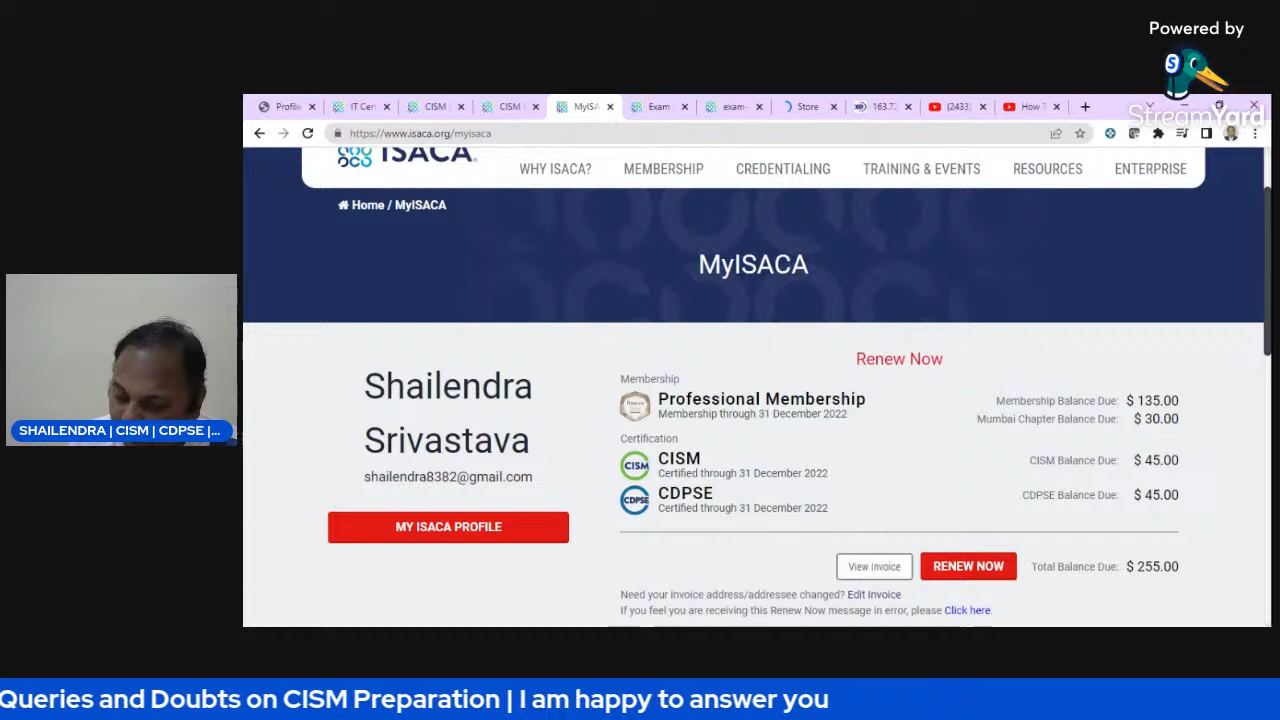 Powered by
S
StreamYard
Profile
IT Cer
CISM
CISM
MyISA
Exam
exam-
Store -
163.7
(2433)
How T
https://www.isaca.org/myisaca
ISACA
WHY ISACA?
MEMBERSHIP
CREDENTIALING
TRAINING & EVENTS
RESOURCES
ENTERPRISE
Home / MyISACA
MyISACA
Shailendra
Srivastava
shailendra8382@gmail.com
MY ISACA PROFILE
Renew Now
Membership
Professional Membership
Membership through 31 December 2022
Membership Balance Due: $ 135.00
Mumbai Chapter Balance Due: $ 30.00
Certification
CISM
CISM
Certified through 31 December 2022
CISM Balance Due: $ 45.00
CDPSE
CDPSE
Certified through 31 December 2022
CDPSE Balance Due: $ 45.00
View Invoice
RENEW NOW
Total Balance Due: $ 255.00
Need your invoice address/addressee changed? Edit Invoice
If you feel you are receiving this Renew Now message in error, please Click here.
SHAILENDRA | CISM | CDPSE |...
Queries and Doubts on CISM Preparation | I am happy to answer you